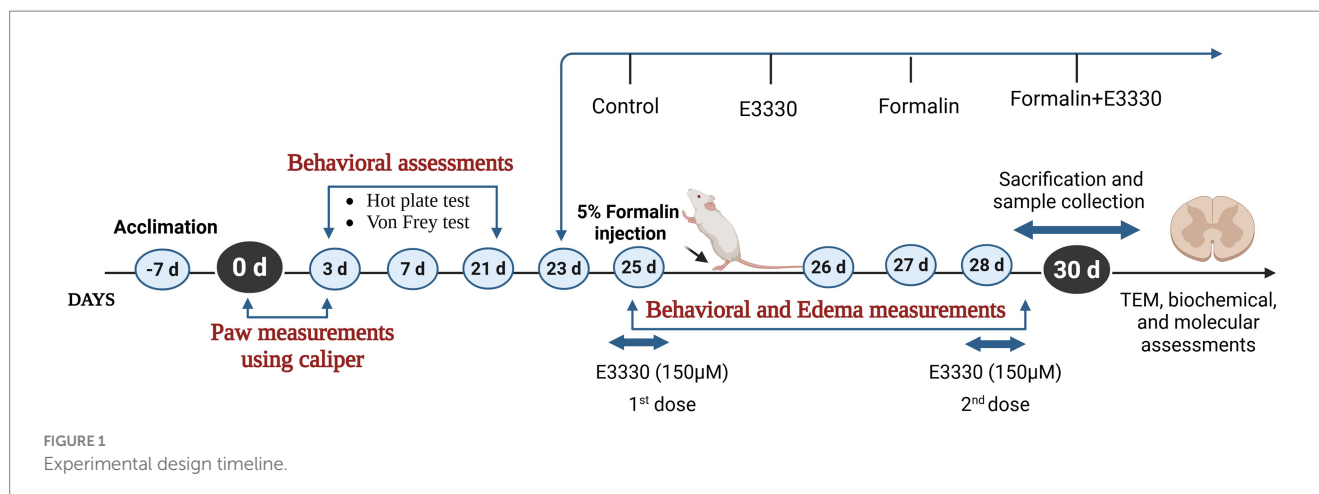 Control
E3330
Formalin
Formalin+E3330
Behavioral assessments
• Hot plate test
• Von Frey test
Acclimation
5% Formalin
injection
Sacrification and
sample collection
-7 d
0 d
3 d
7 d
21 d
23 d
25 d
26 d
27 d
28 d
30 d
DAYS
Paw measurements
using caliper
Behavioral and Edema measurements
TEM, biochemical,
and molecular
assessments
E3330 (150µM)
1st dose
E3330 (150µM)
2nd dose
FIGURE 1
Experimental design timeline.